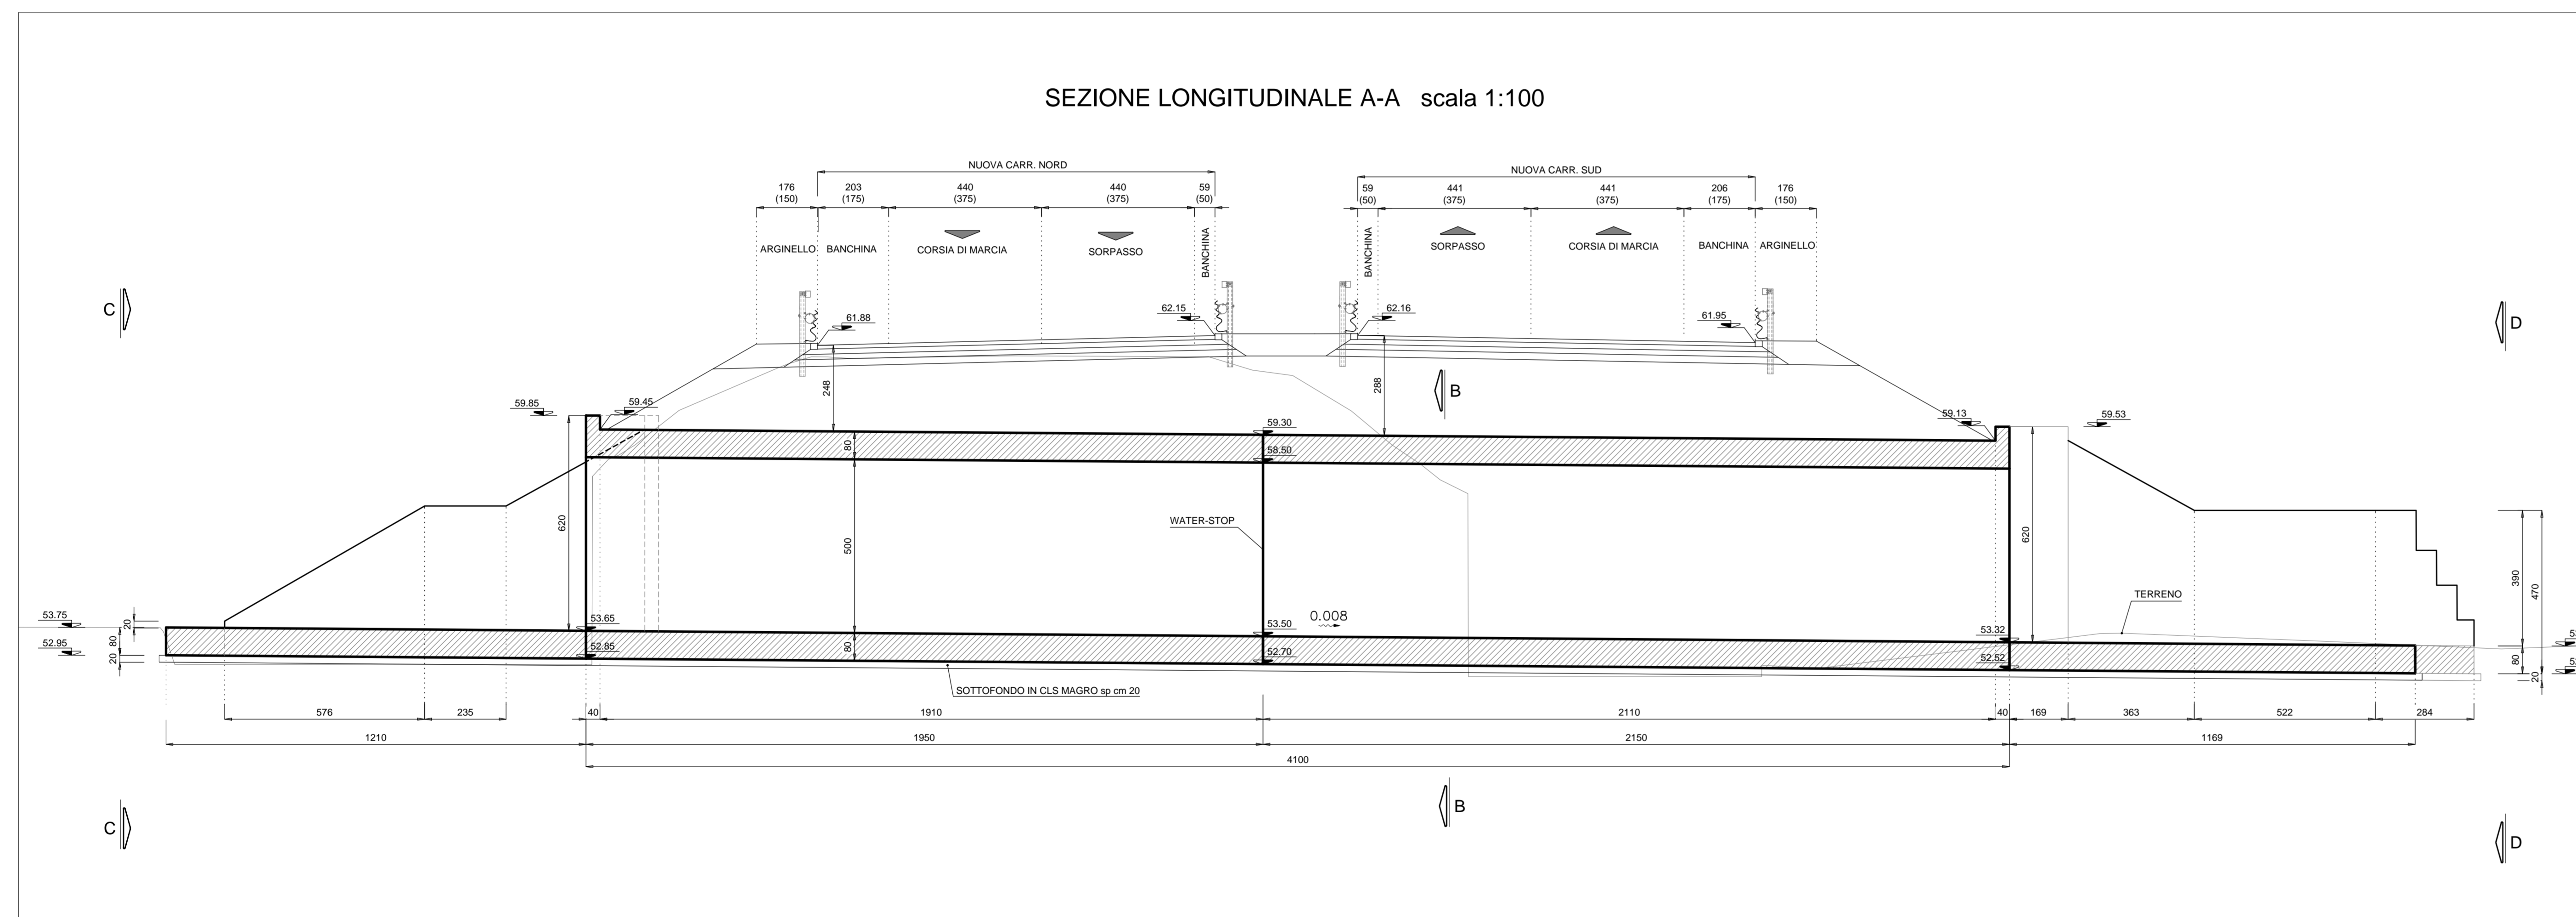 SEZIONE LONGITUDINALE A-A scala 1:100
NUOVA CARR. NORD
NUOVA CARR. SUD
176 203 440 440 59
(150) (175) (375) (375) (50)
59 441 441 206 176
(50) (375) (375) (175) (150)
ARGINELLO BANCHINA CORSIA DI MARCIA SORPASSO BANCHINA
BANCHINA SORPASSO CORSIA DI MARCIA BANCHINA ARGINELLO
C
D
61.88
62.15
62.16
61.95
248
288
B
59.85
59.45
59.30
59.13
59.53
80
58.50
620
500
WATER-STOP
620
390
470
0.008
TERRENO
53.75
20
53.65
53.50
53.32
80
52.95
20
52.85
80
52.70
52.52
80
20
SOTTOFONDO IN CLS MAGRO sp cm 20
576 235 40 1910 2110 40 169 363 522 284
1210 1950 2150 1169
4100
C
B
D